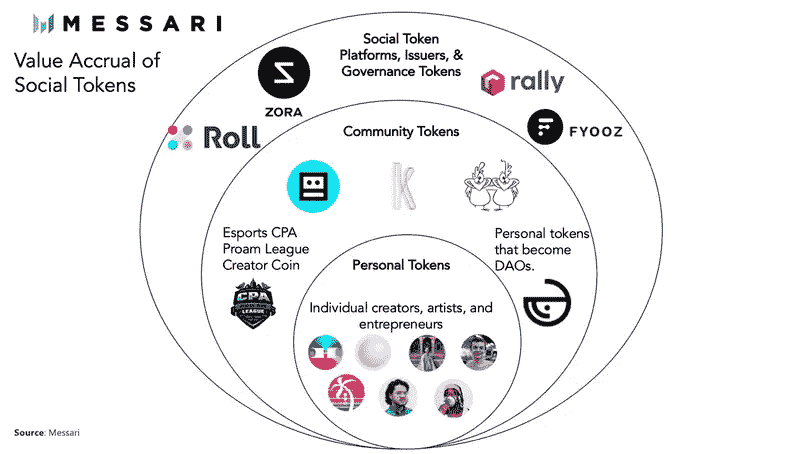 MESSARI
Value Accrual of
Social Tokens
Social Token
Platforms, Issuers, &
Governance Tokens
ZORA
rally
Roll
FYOOZ
Community Tokens
Esports CPA
Proam League
Creator Coin
Personal tokens
that become
DAOs.
CPA
LEAGUE
Personal Tokens
Individual creators, artists, and
entrepreneurs
Source: Messari